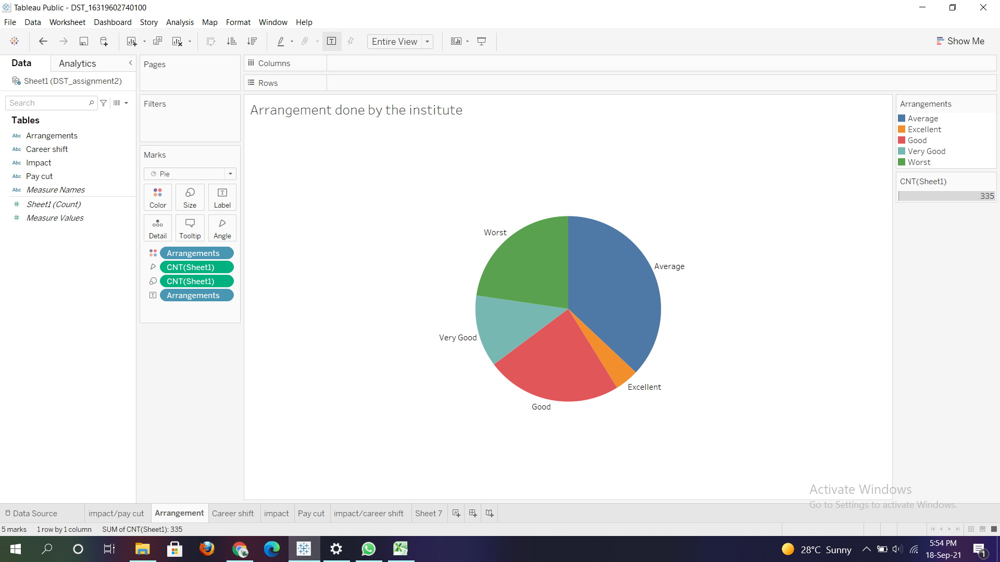 Tableau Public - DST_16319602740100
File Data Worksheet Dashboard Story Analysis Map Format Window Help
Entire View
Show Me
Data Analytics
Sheet1 (DST_assignment2)
Search
Tables
Abc Arrangements
Abc Career shift
Abc Impact
Abc Pay cut
Abc Measure Names
# Sheet1 (Count)
# Measure Values
Pages
Filters
Marks
Pie
Color Size Label
Detail Tooltip Angle
Arrangements
CNT(Sheet1)
CNT(Sheet1)
Arrangements
Columns
Rows
Arrangement done by the institute
Worst
Average
Very Good
Excellent
Good
Arrangements
Average
Excellent
Good
Very Good
Worst
CNT(Sheet1)
335
Activate Windows
Go to Settings to activate Windows.
Data Source impact/pay cut Arrangement Career shift impact Pay cut impact/career shift Sheet 7
5 marks 1 row by 1 column SUM of CNT(Sheet1): 335
28°C Sunny
5:54 PM
18-Sep-21
1